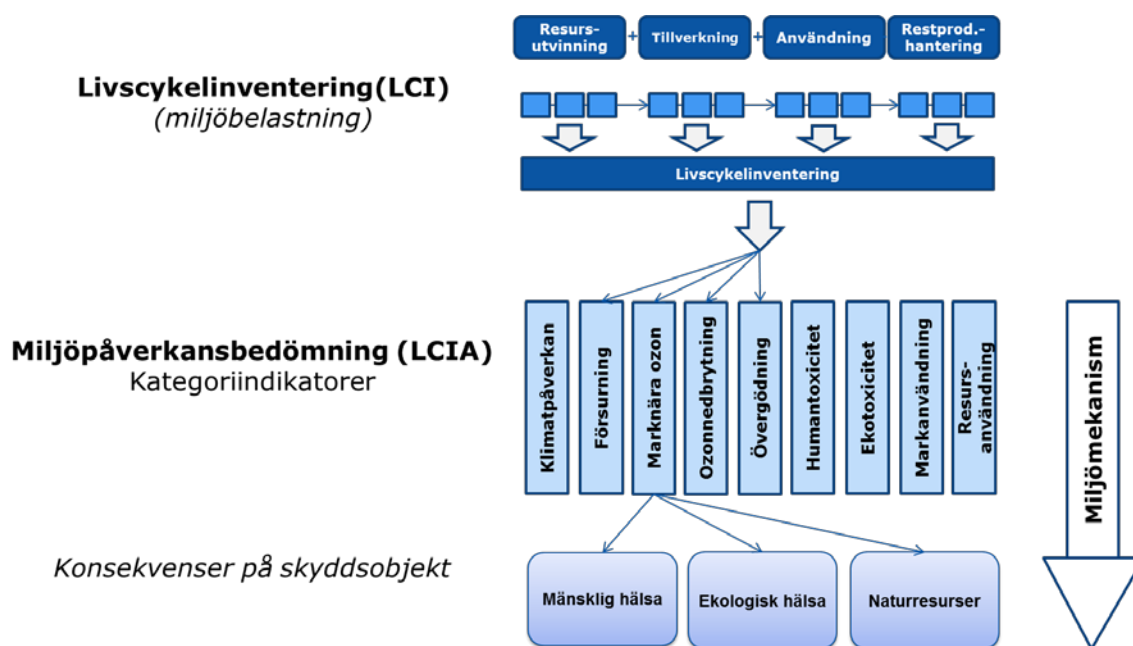 Resurs-
utvinning
+
Tillverkning
+
Användning
Restprod.-
hantering
Livscykelinventering(LCI)
(miljöbelastning)
Livscykelinventering
Miljöpåverkansbedömning (LCIA)
Kategoriindikatorer
Klimatpåverkan
Försurning
Marknära ozon
Ozonnedbrytning
Övergödning
Humantoxicitet
Ekotoxicitet
Markanvändning
Resurs-
användning
Miljömekanism
Konsekvenser på skyddsobjekt
Mänsklig hälsa
Ekologisk hälsa
Naturresurser